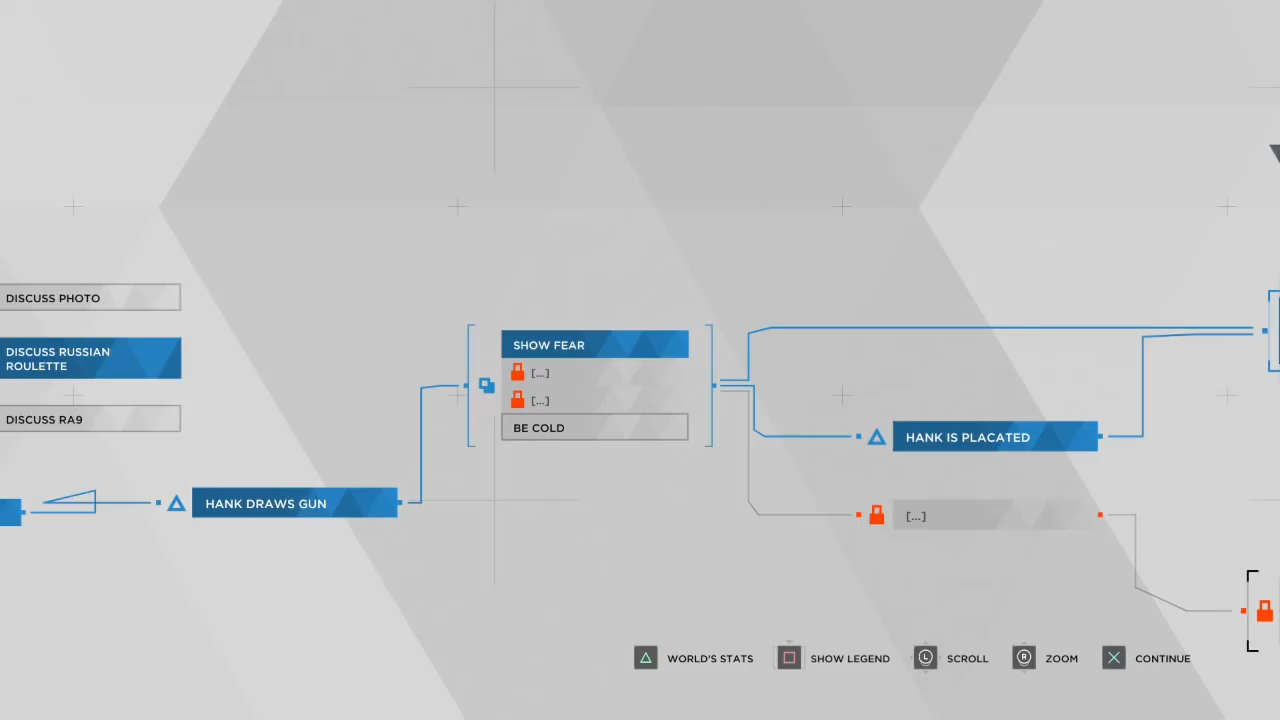 DISCUSS PHOTO
DISCUSS RUSSIAN
ROULETTE
DISCUSS RA9
HANK DRAWS GUN
SHOW FEAR
[...]
[...]
BE COLD
HANK IS PLACATED
[...]
WORLD'S STATS
SHOW LEGEND
L
SCROLL
R
ZOOM
CONTINUE